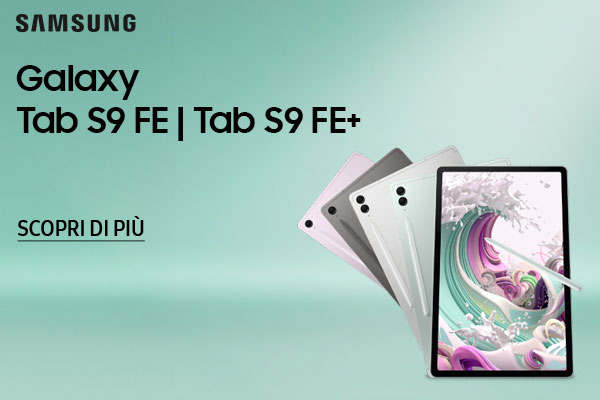 SAMSUNG
Galaxy
Tab S9 FE | Tab S9 FE+
SCOPRI DI PIÙ